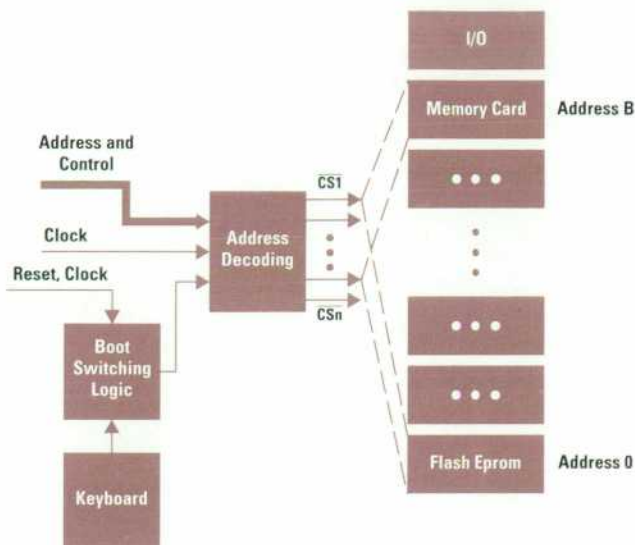 I/O
Memory Card
Address B
Address and
Control
• • •
CS1
Clock
Address
Decoding
Reset, Clock
CSn
Boot
Switching
Logic
• • •
• • •
Flash Eprom
Address 0
Keyboard